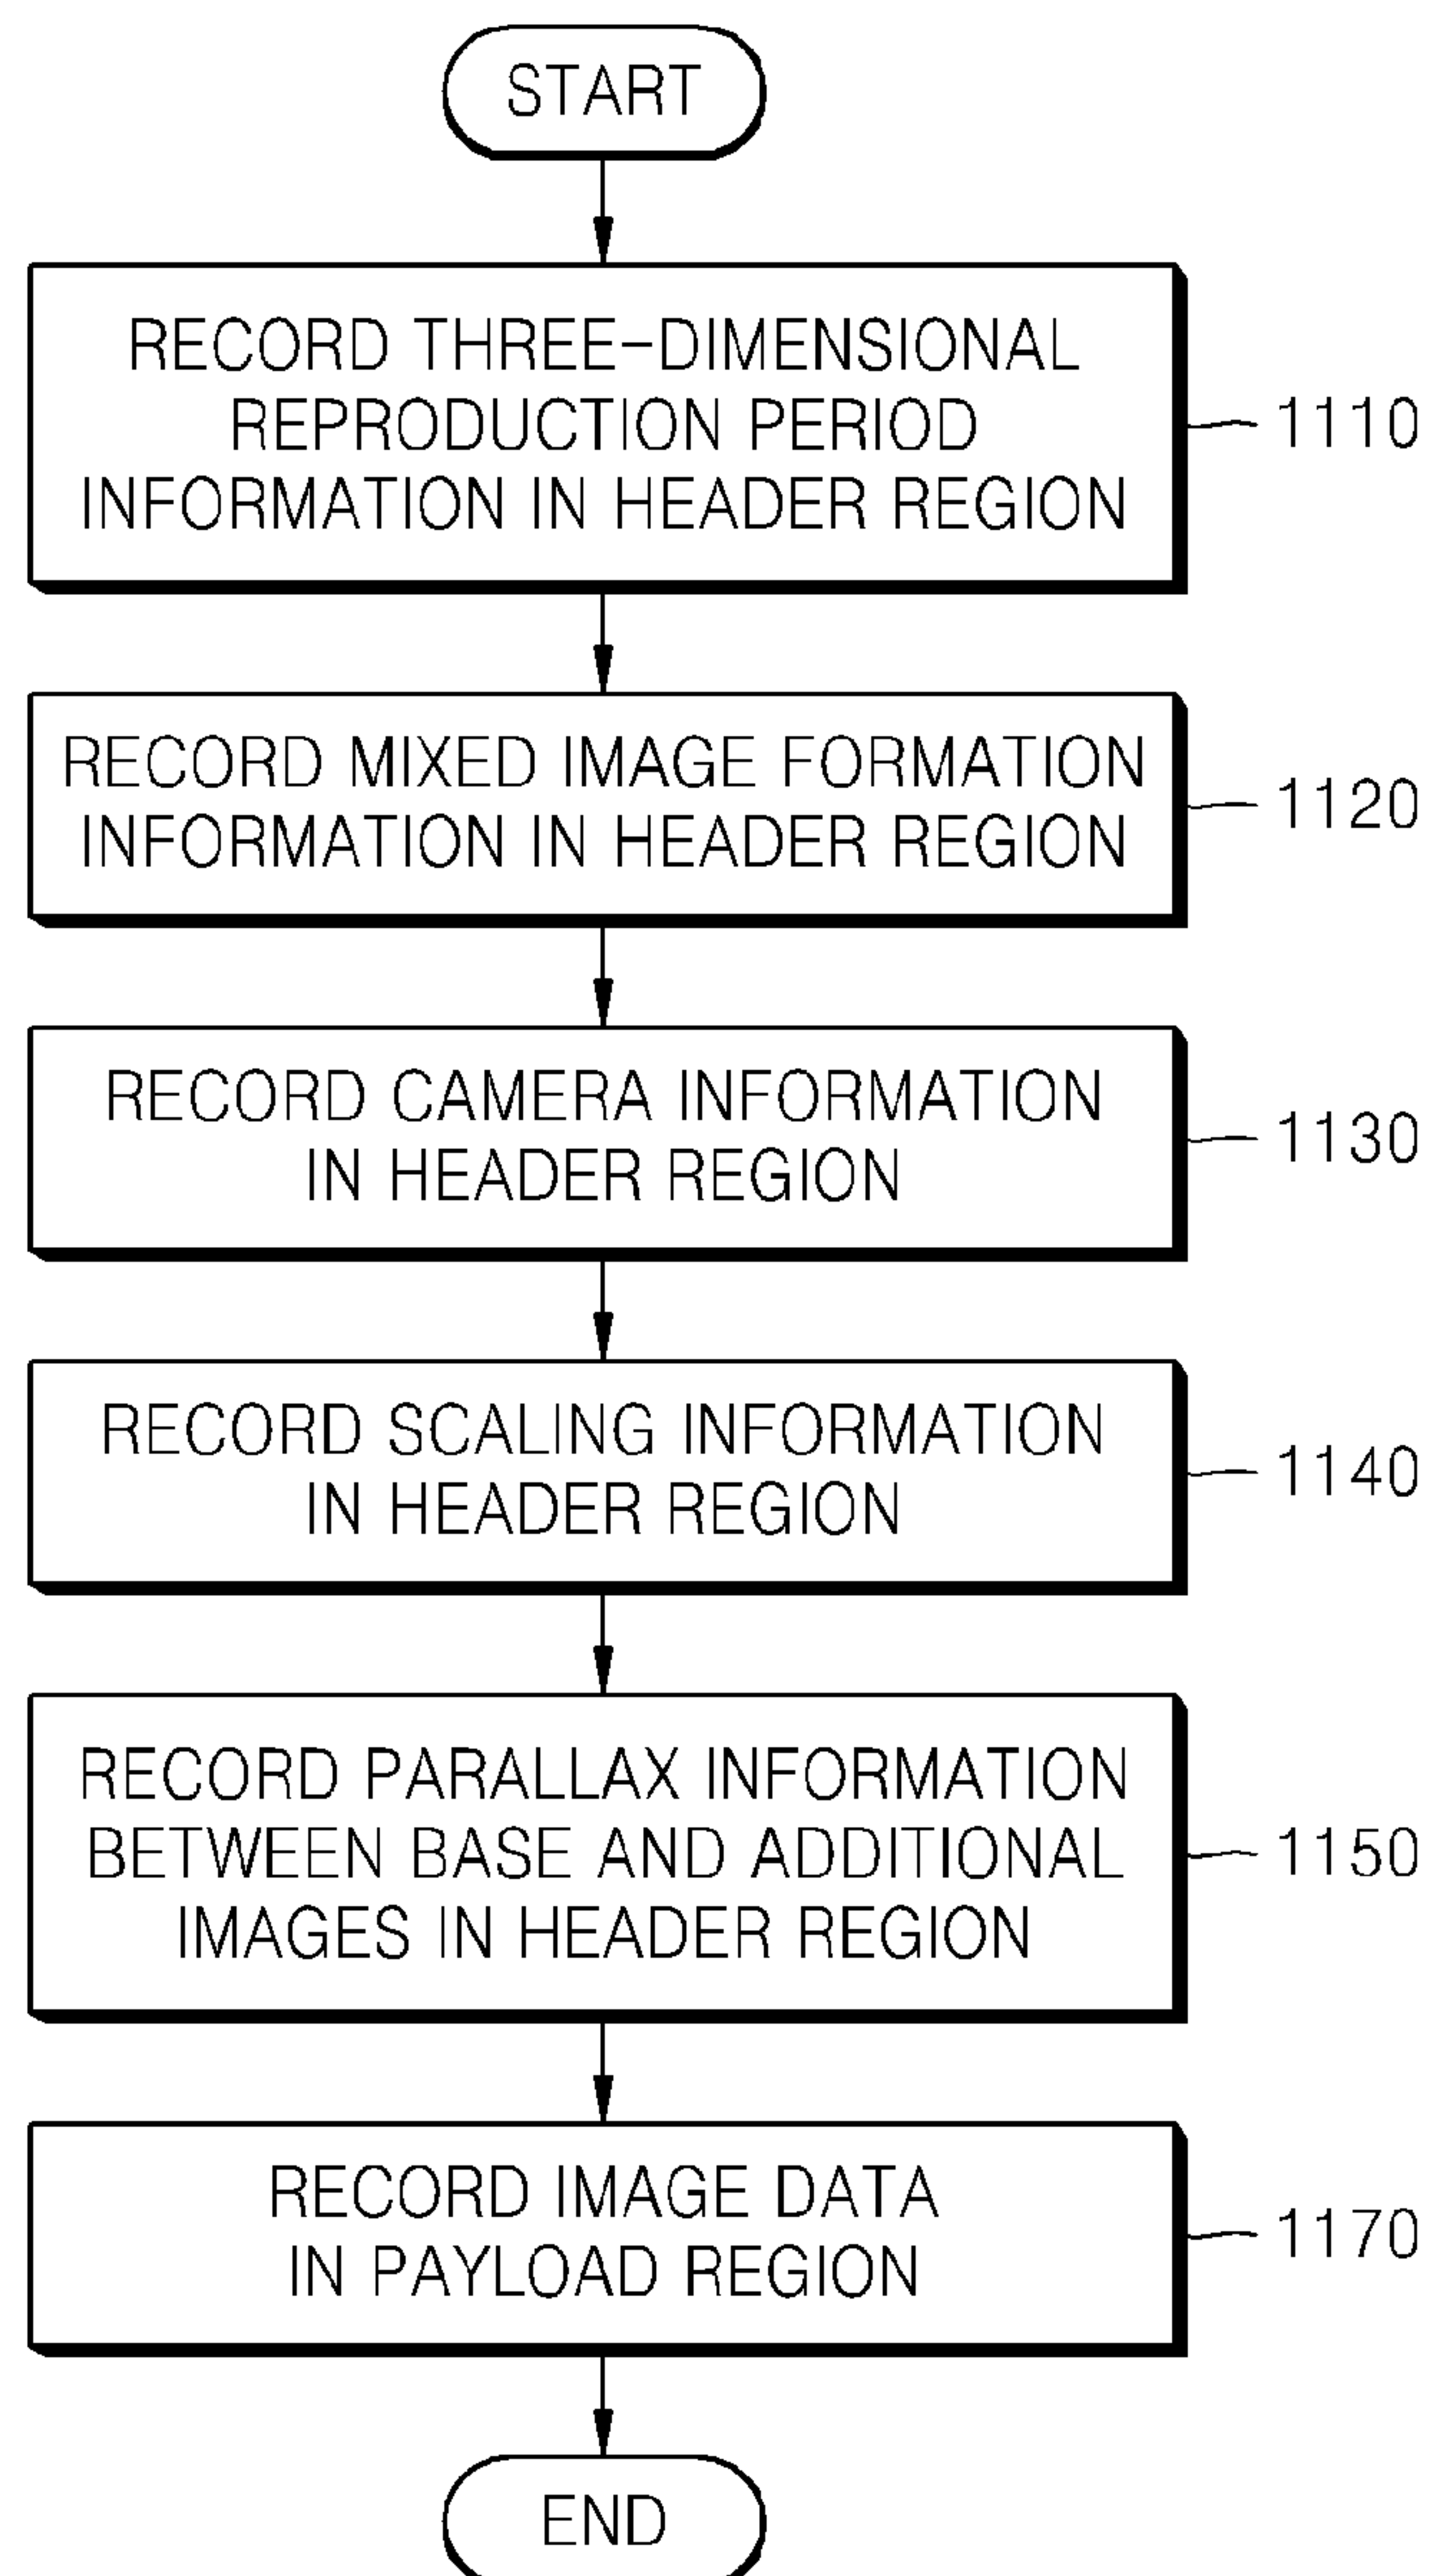 START
RECORD THREE-DIMENSIONAL
REPRODUCTION PERIOD
INFORMATION IN HEADER REGION
1110
RECORD MIXED IMAGE FORMATION
INFORMATION IN HEADER REGION
1120
RECORD CAMERA INFORMATION
IN HEADER REGION
1130
RECORD SCALING INFORMATION
IN HEADER REGION
1140
RECORD PARALLAX INFORMATION
BETWEEN BASE AND ADDITIONAL
IMAGES IN HEADER REGION
1150
RECORD IMAGE DATA
IN PAYLOAD REGION
1170
END